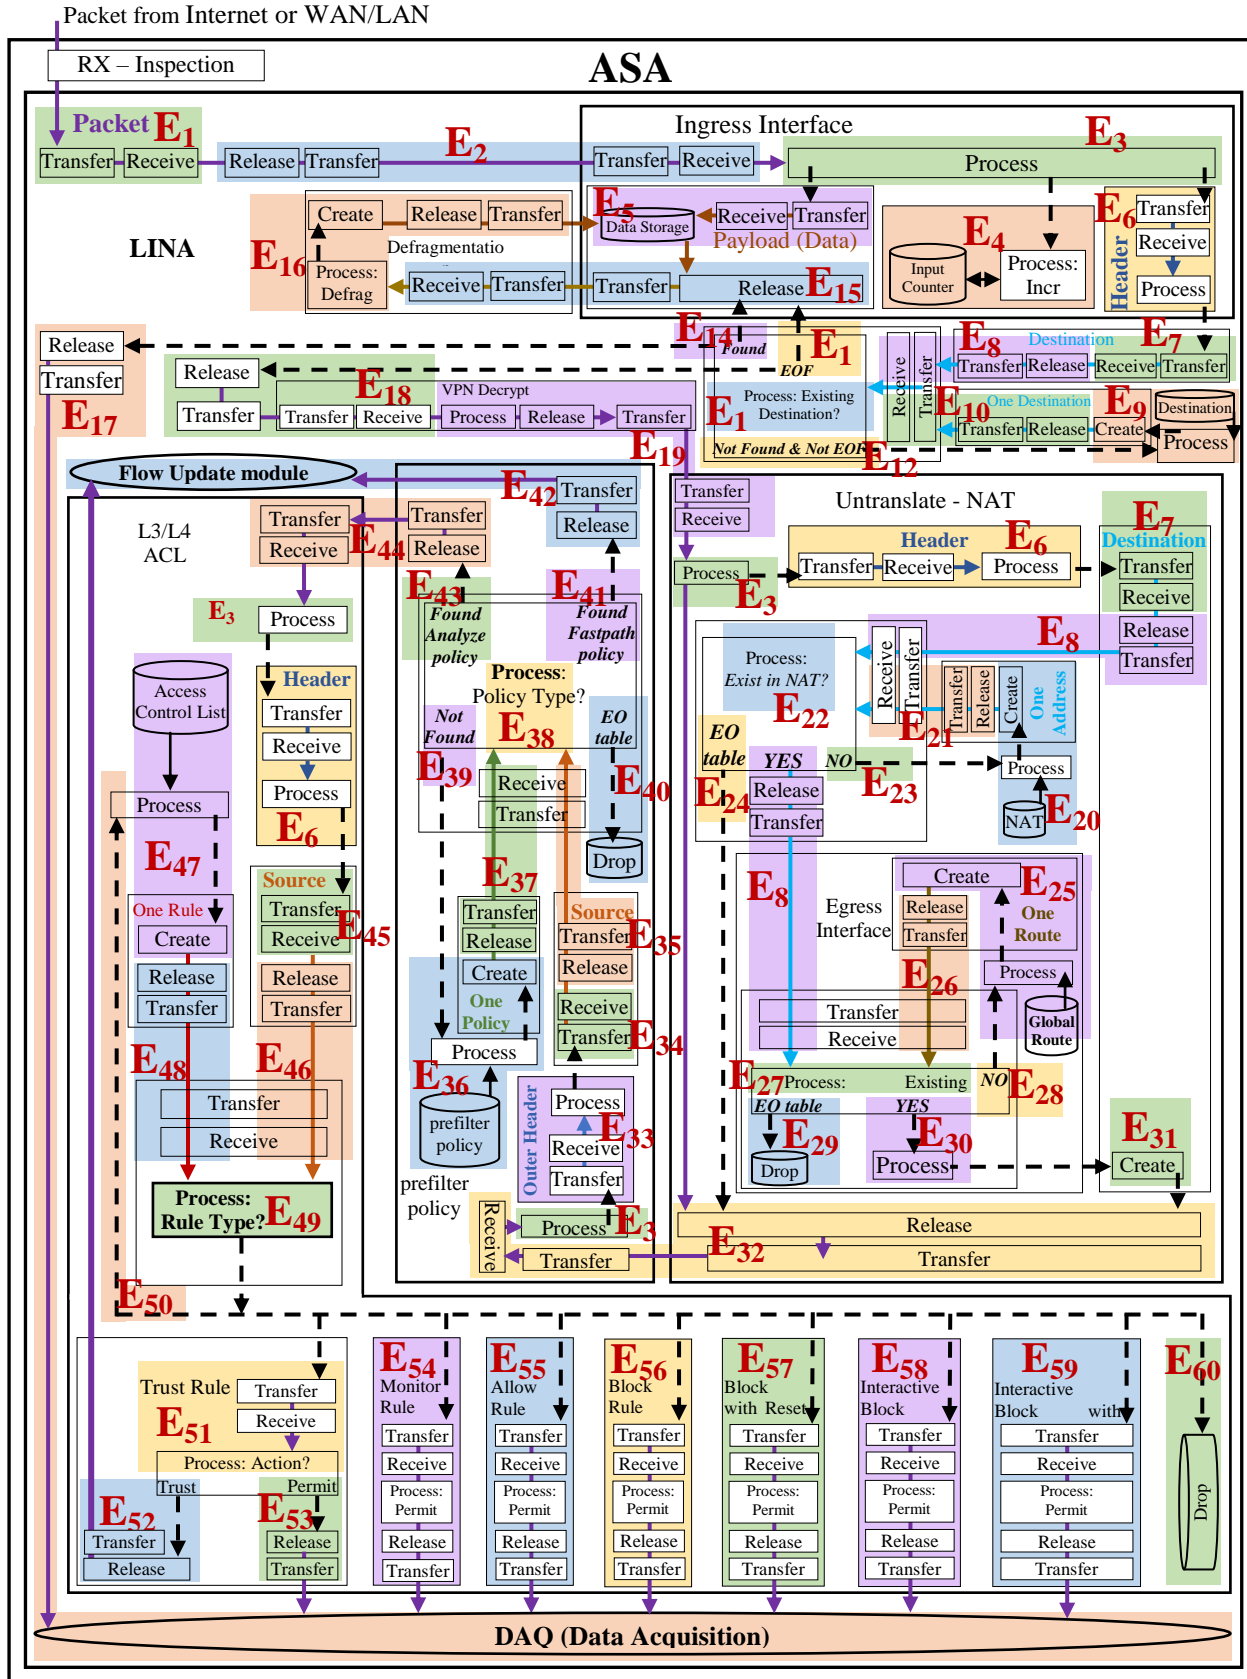 Packet from Internet or WAN/LAN
RX – Inspection
ASA
Packet E1
Transfer Receive
Release Transfer
E2
Ingress Interface
Transfer Receive
E3
Process
LINA
E16
Create Release Transfer
Defragmentatio
Process:
Defrag
Receive Transfer
E5
Data Storage
Receive Transfer
Payload (Data)
Transfer Release E15
E4
Input
Counter
Process:
Incr
E6
Transfer
Receive
Process
Header
Release
Transfer
E17
Release
Transfer
E18
VPN Decrypt
Transfer Receive Process Release Transfer
E19
E14
Found
E1
EOF
Process: Existing
Destination?
E1
Not Found & Not EOF
E12
Receive
Transfer
E8
Destination
E7
Transfer Release Receive Transfer
E10
One Destination
E9
Transfer Release Create
Destination
Process
Flow Update module
E42
Transfer
Release
L3/L4
ACL
Transfer
Receive
E44
Transfer
Release
E43
Found
Analyze
policy
E41
Found
Fastpath
policy
Process:
Policy Type?
E38
Not
Found
E39
EO
table
E40
Drop
Receive
Transfer
E37
Transfer
Release
Create
One
Policy
Source
Transfer
Release
E35
Receive
Transfer
E34
Process
E36
prefilter
policy
prefilter
policy
Outer Header
Process
Receive
Transfer
E33
Process
E3
Receive
Transfer
E32
Release
Transfer
Transfer
Receive
Process
E3
Untranslate - NAT
Header
E6
Transfer Receive Process
E7
Destination
Transfer
Receive
Release
Transfer
E8
Process:
Exist in NAT?
E22
Receive
Transfer
E21
Transfer
Release
Create
One
Address
Process
NAT
E20
EO
table
E24
YES
NO
E23
Release
Transfer
E8
Egress
Interface
Create
E25
One
Route
Release
Transfer
E26
Process
Global
Route
Transfer
Receive
E27
Process: Existing
NO
E28
EO table
YES
E29
Drop
E30
Process
E31
Create
E3
Process
Access
Control List
Header
Transfer
Receive
Process
E6
Process
E47
One Rule
Create
Release
Transfer
E48
Source
Transfer
Receive
E45
Release
Transfer
E46
Transfer
Receive
Process:
Rule Type?
E49
E50
Trust Rule
Transfer
Receive
E51
Process: Action?
Trust Permit
E52
Transfer
Release
E53
Release
Transfer
E54
Monitor
Rule
Transfer
Receive
Process:
Permit
Release
Transfer
E55
Allow
Rule
Transfer
Receive
Process:
Permit
Release
Transfer
E56
Block
Rule
Transfer
Receive
Process:
Permit
Release
Transfer
E57
Block
with Reset
Transfer
Receive
Process:
Permit
Release
Transfer
E58
Interactive
Block
Transfer
Receive
Process:
Permit
Release
Transfer
E59
Interactive
Block with
Transfer
Receive
Process:
Permit
Release
Transfer
E60
Drop
DAQ (Data Acquisition)